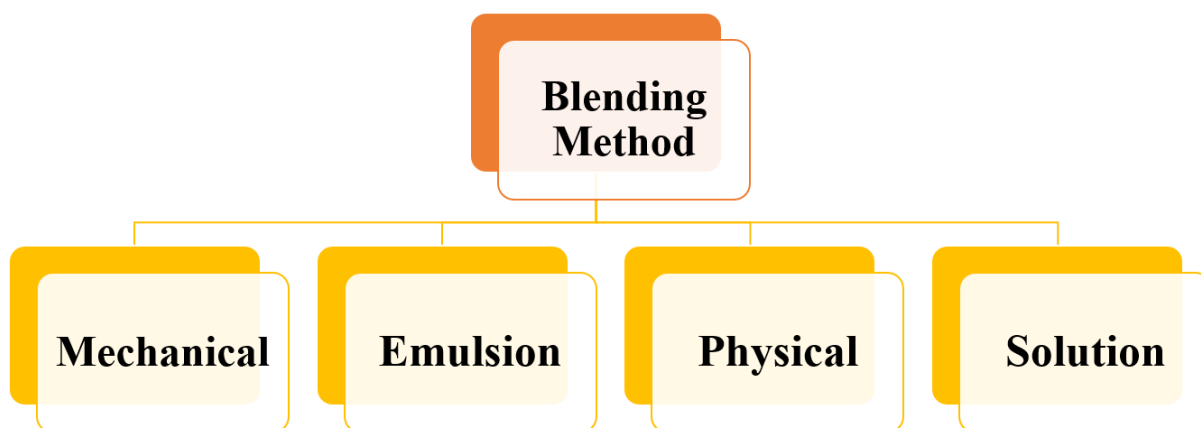 Blending
Method
Mechanical
Emulsion
Physical
Solution